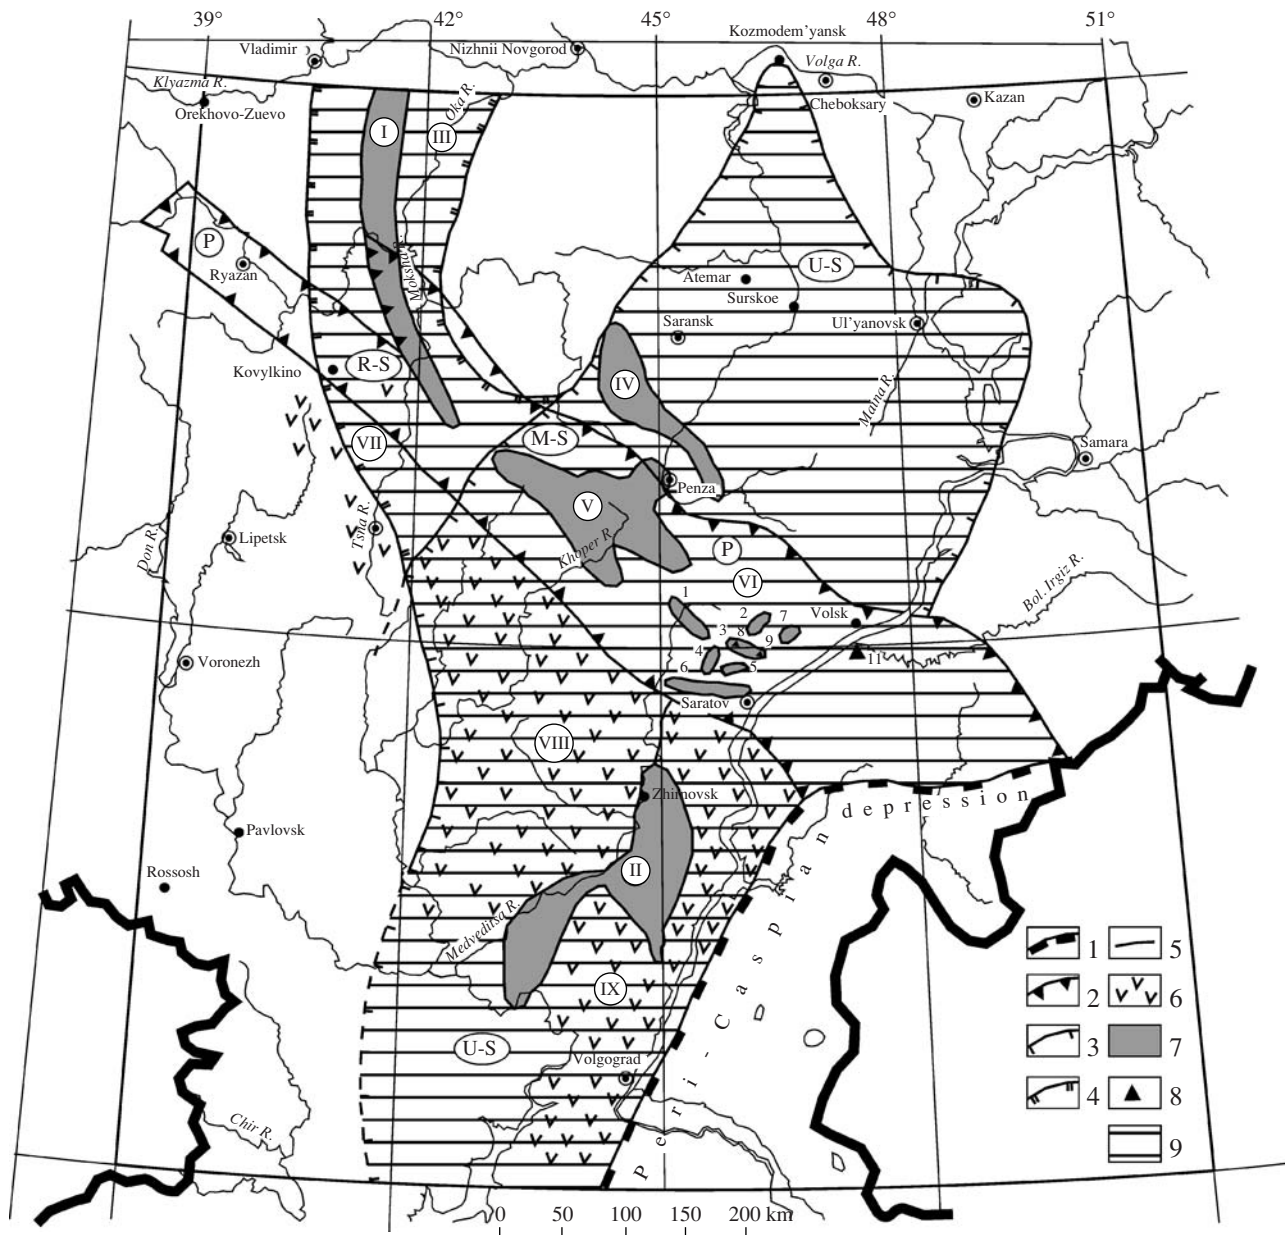 39°
42°
45°
48°
51°
Kozmodem’yansk
Vladimir
Nizhnii Novgorod
Volga R.
Klyazma R.
Orekhovo-Zuevo
Oka R.
Cheboksary
Kazan
I
III
P
Ryazan
Moksha R.
U-S
Atemar
Surskoe
Saransk
Ul’yanovsk
Kovylkino
R-S
IV
Maina R.
VII
M-S
Samara
Penza
V
Lipetsk
Don R.
Tsna R.
Khoper R.
P
VI
Bol. Irgiz R.
1
2
7
Volsk
3
8
9
4
11
5
6
Voronezh
Saratov
VIII
Zhirnovsk
Pavlovsk
Rossosh
II
Medveditsa R.
IX
U-S
Volgograd
Chir R.
Peri-Caspian depression
1
5
2
6
3
7
4
8
9
0
50
100
150
200 km